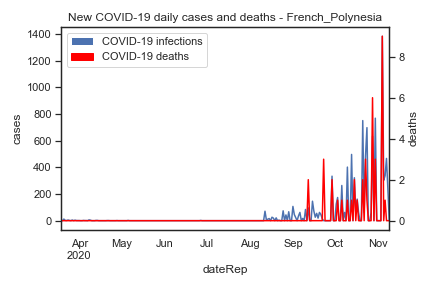 New COVID-19 daily cases and deaths - French_Polynesia
COVID-19 infections
COVID-19 deaths
1400
1200
1000
800
600
400
200
0
cases
8
6
4
2
0
deaths
Apr May Jun Jul Aug Sep Oct Nov
2020
dateRep